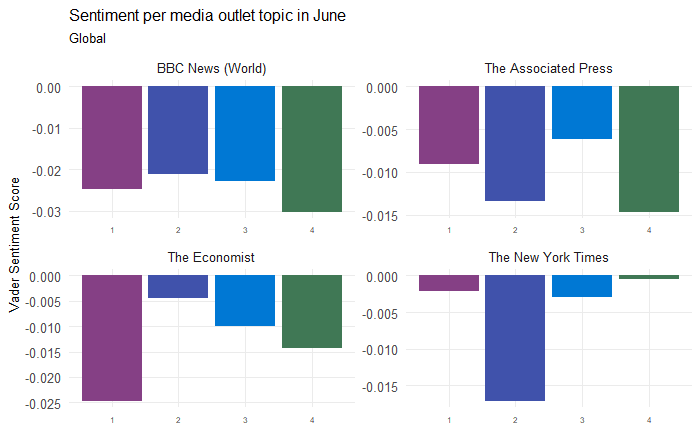 Sentiment per media outlet topic in June
Global
Vader Sentiment Score
BBC News (World)
0.00
-0.01
-0.02
-0.03
1 2 3 4
The Associated Press
0.000
-0.005
-0.010
-0.015
1 2 3 4
The Economist
0.000
-0.005
-0.010
-0.015
-0.020
-0.025
1 2 3 4
The New York Times
0.000
-0.005
-0.010
-0.015
1 2 3 4